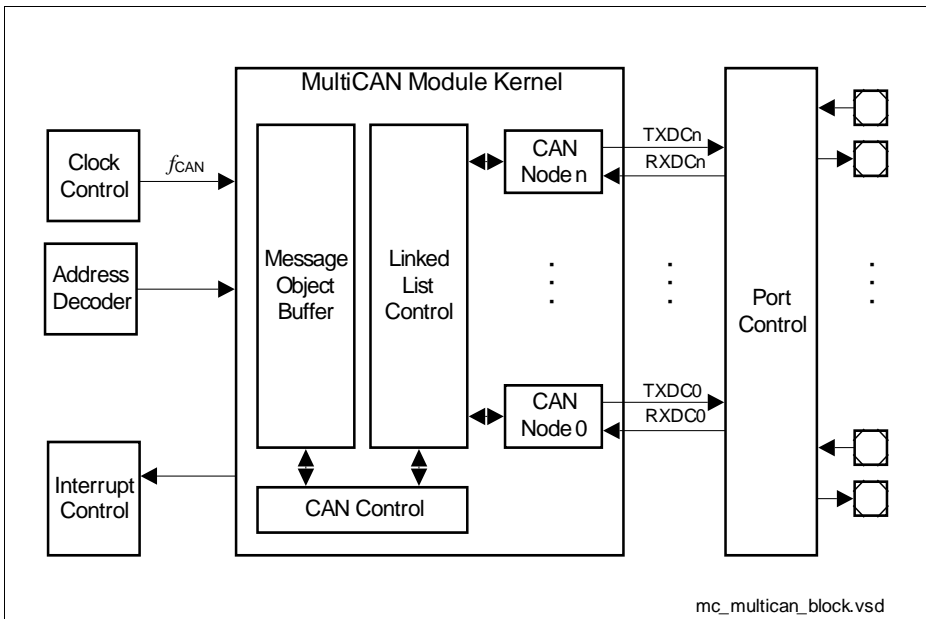 MultiCAN Module Kernel
Clock
Control
fCAN
Address
Decoder
Interrupt
Control
Message
Object
Buffer
Linked
List
Control
CAN
Node n
TXDCn
RXDCn
CAN
Node 0
TXDC0
RXDC0
CAN Control
Port
Control
mc_multican_block.vsd